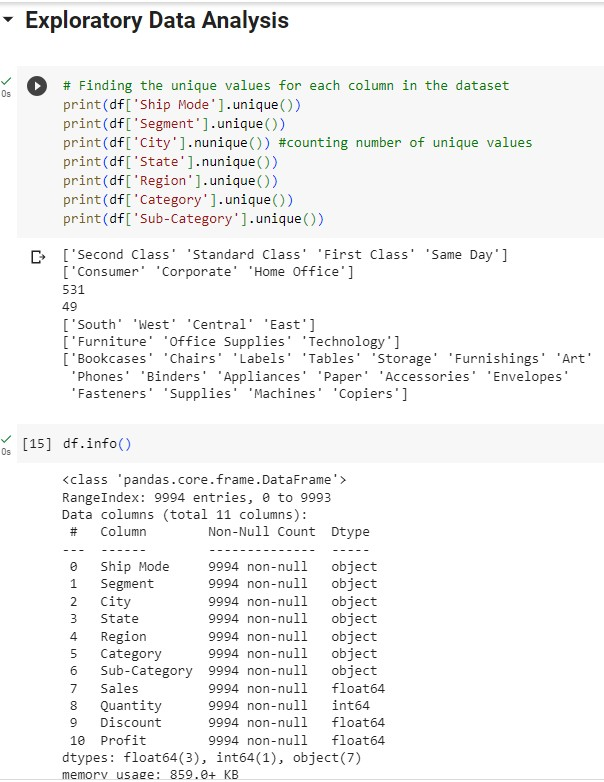 Exploratory Data Analysis
0s
# Finding the unique values for each column in the dataset
print(df['Ship Mode'].unique())
print(df['Segment'].unique())
print(df['City'].nunique()) #counting number of unique values
print(df['State'].nunique())
print(df['Region'].unique())
print(df['Category'].unique())
print(df['Sub-Category'].unique())
['Second Class' 'Standard Class' 'First Class' 'Same Day']
['Consumer' 'Corporate' 'Home Office']
531
49
['South' 'West' 'Central' 'East']
['Furniture' 'Office Supplies' 'Technology']
['Bookcases' 'Chairs' 'Labels' 'Tables' 'Storage' 'Furnishings' 'Art'
'Phones' 'Binders' 'Appliances' 'Paper' 'Accessories' 'Envelopes'
'Fasteners' 'Supplies' 'Machines' 'Copiers']
[15] df.info()
0s
<class 'pandas.core.frame.DataFrame'>
RangeIndex: 9994 entries, 0 to 9993
Data columns (total 11 columns):
#   Column        Non-Null Count  Dtype
---  ------        --------------  -----
0   Ship Mode     9994 non-null   object
1   Segment       9994 non-null   object
2   City          9994 non-null   object
3   State         9994 non-null   object
4   Region        9994 non-null   object
5   Category      9994 non-null   object
6   Sub-Category  9994 non-null   object
7   Sales         9994 non-null   float64
8   Quantity      9994 non-null   int64
9   Discount      9994 non-null   float64
10  Profit        9994 non-null   float64
dtypes: float64(3), int64(1), object(7)
memory usage: 859.0+ KB